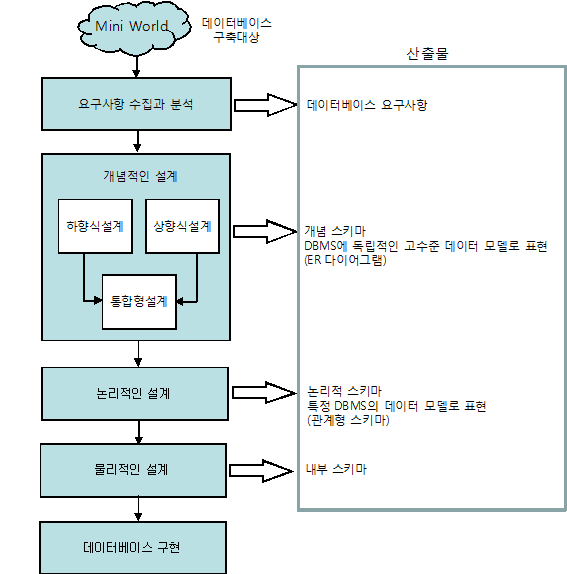 Mini World
데이터베이스
구축대상
산출물
요구사항 수집과 분석
데이터베이스 요구사항
개념적인 설계
하향식설계
상향식설계
통합형설계
개념 스키마
DBMS에 독립적인 고수준 데이터 모델로 표현
(ER 다이어그램)
논리적인 설계
논리적 스키마
특정 DBMS의 데이터 모델로 표현
(관계형 스키마)
물리적인 설계
내부 스키마
데이터베이스 구현